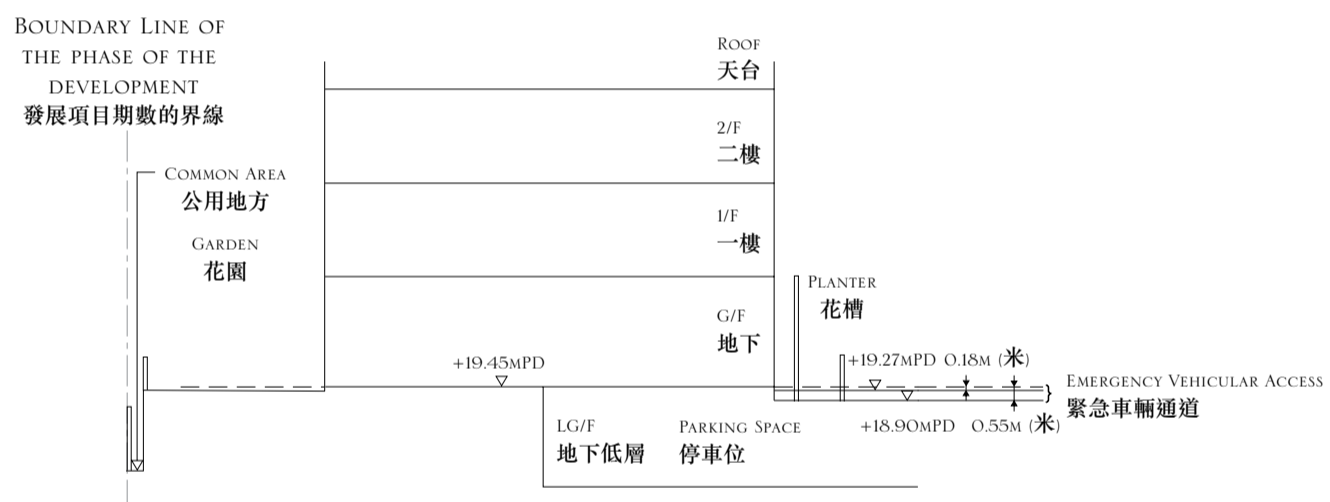 BOUNDARY LINE OF
THE PHASE OF THE
DEVELOPMENT
發展項目期數的界線
COMMON AREA
公用地方
GARDEN
花園
ROOF
天台
2/F
二樓
1/F
一樓
G/F
地下
+19.45MPD
LG/F
地下低層
PARKING SPACE
停車位
PLANTER
花槽
+19.27MPD 0.18M (米)
+18.90MPD 0.55M (米)
EMERGENCY VEHICULAR ACCESS
緊急車輛通道